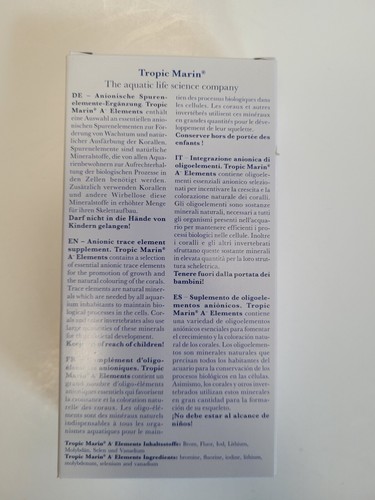 Tropic Marin®
The aquatic life science company
DE – Anionische Spuren-
elemente-Ergänzung Tropic
Marin® A⁻ Elements enthält
eine Auswahl an essentiellen anio-
nischen Spurenelementen zur För-
derung von Wachstum und natür-
licher Ausfärbung der Korallen.
Spurenelemente sind natürliche
Mineralstoffe, die von allen Aqua-
rienbewohnern zur Aufrechterhal-
tung der biologischen Prozesse in
den Zellen benötigt werden.
Zusätzlich verwenden Korallen
und andere Wirbellose diese
Mineralstoffe in erhöhter Menge
für ihren Skelettaufbau.
Darf nicht in die Hände von
Kindern gelangen!
EN – Anionic trace element
supplement. Tropic Marin®
A⁻ Elements contains a selection
of essential anionic trace elements
for the promotion of growth and
the natural colouring of the corals.
Trace elements are natural miner-
als which are needed by all aquar-
ium inhabitants to maintain bio-
logical processes in the cells. Cor-
als and other invertebrates also use
large quantities of these minerals
for their skeletal development.
Keep out of reach of children!
FR – Complément d'oligo-
éléments anioniques. Tropic
Marin® A⁻ Elements contient un
grand nombre d'oligo-éléments
anioniques essentiels qui favorisent
la croissance et la coloration natu-
relle des coraux. Les oligo-élé-
ments sont des minéraux naturels
indispensables à tous les orga-
nismes aquatiques pour le main-
tien des processus biologiques dans
les cellules. Les coraux et autres
invertébrés utilisent ces minéraux
en grandes quantités pour le déve-
loppement de leur squelette.
Conserver hors de portée des
enfants !
IT – Integrazione anionica di
oligoelementi. Tropic Marin®
A⁻ Elements contiene oligoele-
menti essenziali anionici selezio-
nati per incentivare la crescita e la
colorazione naturale dei coralli.
Gli oligoelementi sono sostanze
minerali naturali, necessari a tutti
gli organismi presenti nell'acqua-
rio per mantenere efficienti i pro-
cessi biologici nelle cellule. Inoltre
i coralli e gli altri invertebrati
sfruttano queste sostanze minerali
in elevata quantità per la loro strut-
tura scheletrica.
Tenere fuori dalla portata dei
bambini!
ES – Suplemento de oligoele-
mentos aniónicos. Tropic
Marin® A⁻ Elements contiene
una variedad de oligoelementos
aniónicos esenciales para fomentar
el crecimiento y la coloración natu-
ral de los corales. Los oligoelemen-
tos son minerales naturales que
precisan todos los habitantes del
acuario para la conservación de los
procesos biológicos en las células.
Asimismo, los corales y otros inver-
tebrados utilizan estos minerales
en gran cantidad para la forma-
ción de su esqueleto.
¡No debe estar al alcance de
niños!
Tropic Marin® A⁻ Elements Inhaltsstoffe: Brom, Fluor, Iod, Lithium,
Molybdän, Selen und Vanadium
Tropic Marin® A⁻ Elements Ingredients: bromine, fluorine, iodine, lithium,
molybdenum, selenium and vanadium